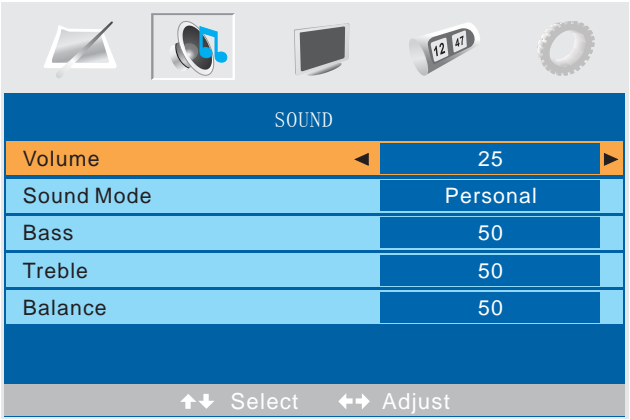 12 47
SOUND
Volume ◀ 25 ▶
Sound Mode Personal
Bass 50
Treble 50
Balance 50
Select Adjust